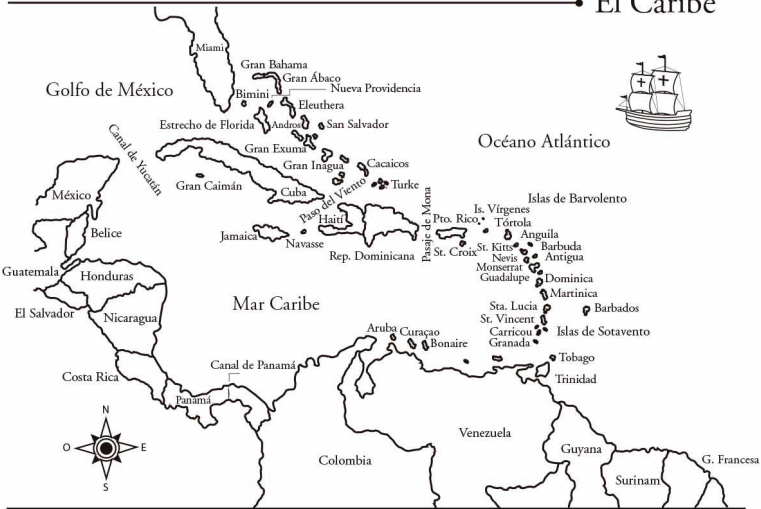 El Caribe
Miami
Gran Bahama
Gran Ábaco
Golfo de México
Bimini
Nueva Providencia
Eleuthera
Estrecho de Florida
Andros
San Salvador
Océano Atlántico
Canal de Yucatán
Gran Exuma
Gran Inagua
Cacaicos
Gran Caimán
Cuba
Turke
México
Paso del Viento
Islas de Barvolento
Pasaje de Mona
Is. Vírgenes
Haití
Pto. Rico
Tórtola
Belice
Jamaica
Navasse
Anguila
Rep. Dominicana
St. Croix
St. Kitts
Barbuda
Nevis
Antigua
Guatemala
Honduras
Monserrat
Guadalupe
Dominica
Martinica
El Salvador
Nicaragua
Mar Caribe
Sta. Lucia
Barbados
St. Vincent
Aruba
Curaçao
Carricou
Islas de Sotavento
Bonaire
Granada
Canal de Panamá
Tobago
Costa Rica
Trinidad
Panamá
N
O
E
S
Venezuela
Colombia
Guyana
G. Francesa
Surinam